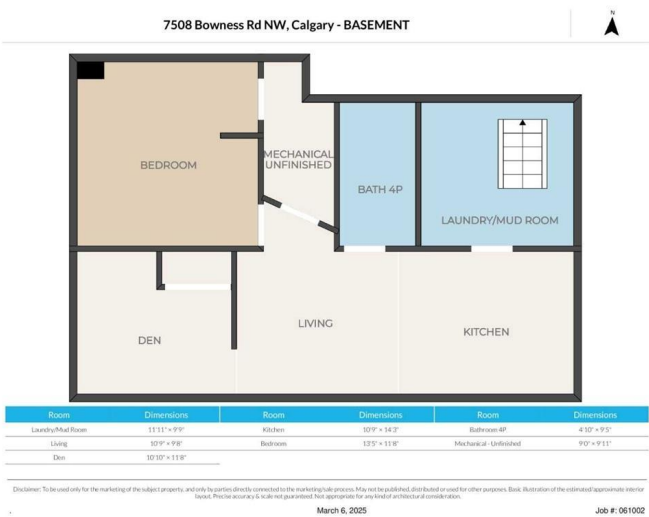 7508 Bowness Rd NW, Calgary - BASEMENT
N
MECHANICAL
UNFINISHED
BEDROOM
BATH 4P
LAUNDRY/MUD ROOM
LIVING
KITCHEN
DEN
Room Dimensions Room Dimensions Room Dimensions
Laundry/Mud Room 11'11" × 9'9" Kitchen 10'9" × 14'3" Bathroom 4P 4'10" × 9'5"
Living 10'9" × 9'8" Bedroom 13'5" × 11'8" Mechanical - Unfinished 9'0" × 9'11"
Den 10'10" × 11'8"
Disclaimer: To be used only for the marketing of the subject property, and only by parties directly connected to the marketing/sale process. May not be published, distributed or used for other purposes. Basic illustration of the estimated/approximate interior
layout. Precise accuracy & scale not guaranteed. Not appropriate for any kind of architectural consideration.
. March 6, 2025 Job #: 061002